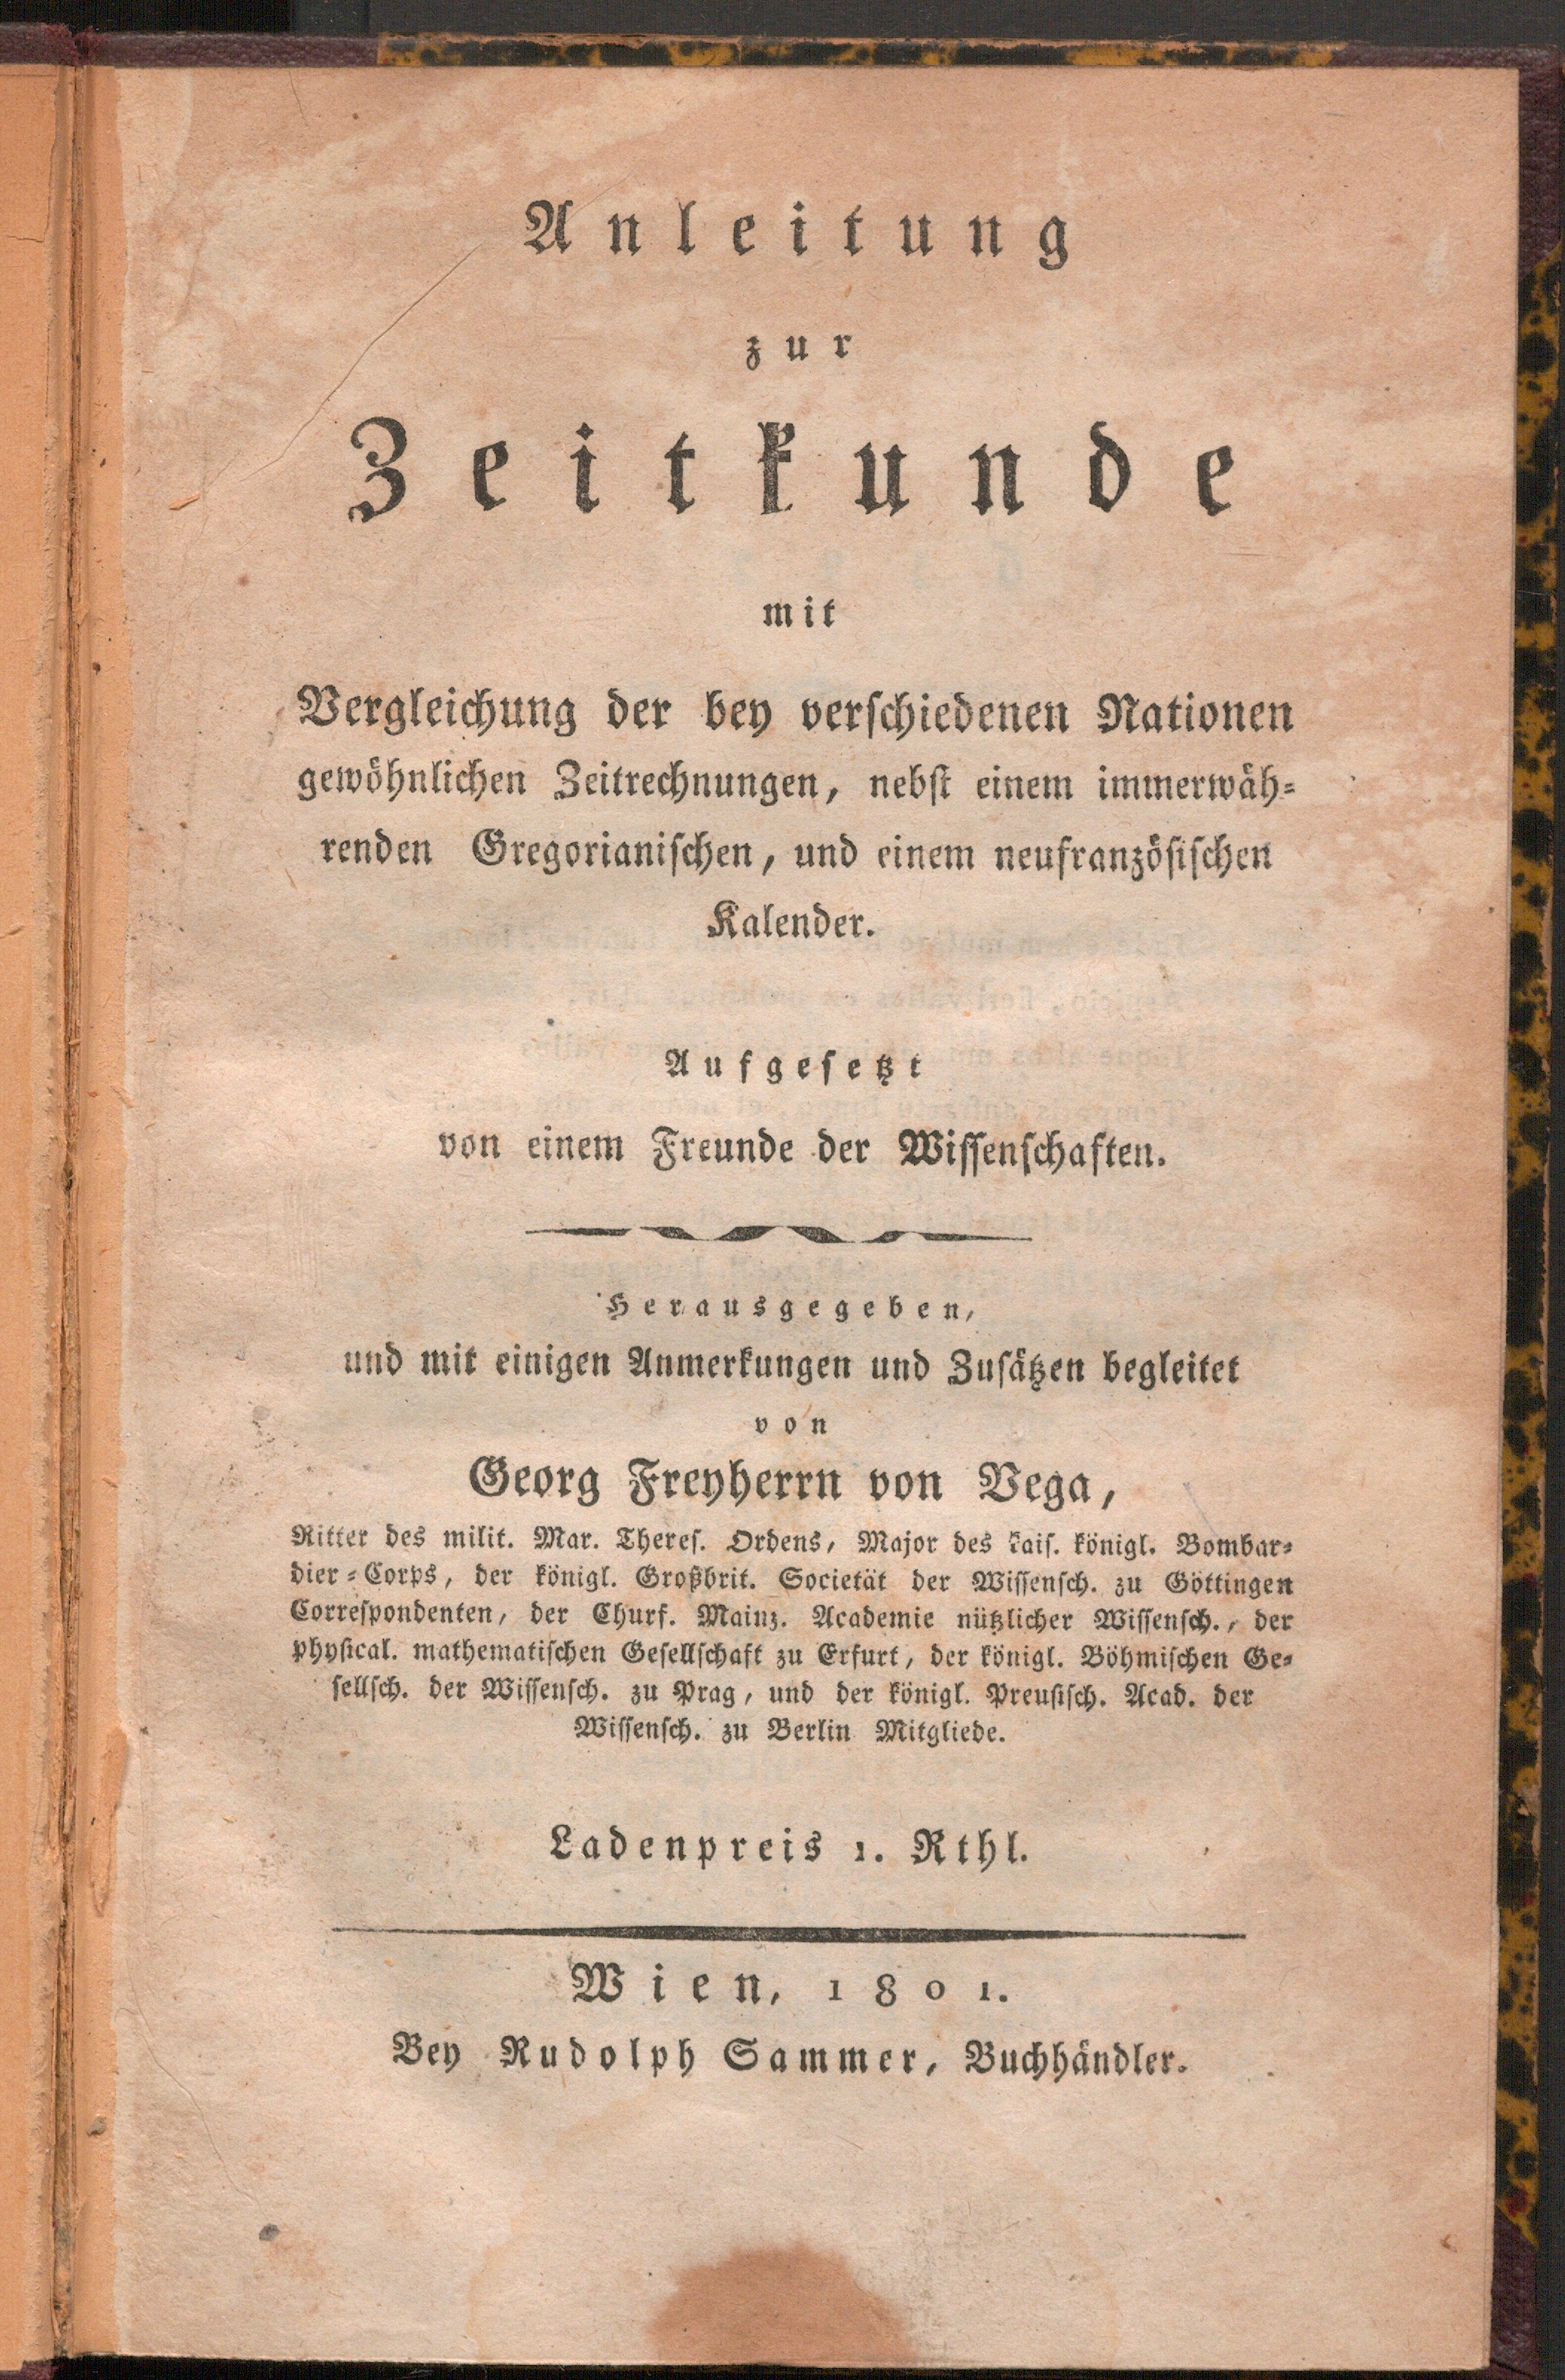 Anleitung
zur
Zeitkunde
mit
Vergleichung der bey verschiedenen Nationen
gewöhnlichen Zeitrechnungen, nebst einem immerwäh=
renden Gregorianischen, und einem neufranzösischen
Kalender.
Aufgesetzt
von einem Freunde der Wissenschaften.
Herausgegeben,
und mit einigen Anmerkungen und Zusätzen begleitet
von
Georg Freyherrn von Vega,
Ritter des milit. Mar. Theres. Ordens, Major des kais. königl. Bombar=
dier=Corps, der königl. Großbrit. Societät der Wissensch. zu Göttingen
Correspondenten, der Churf. Mainz. Academie nützlicher Wissensch., der
physical. mathematischen Gesellschaft zu Erfurt, der königl. Böhmischen Ge=
sellsch. der Wissensch. zu Prag, und der königl. Preusisch. Acad. der
Wissensch. zu Berlin Mitgliede.
Ladenpreis 1. Rthl.
Wien, 1801.
Bey Rudolph Sammer, Buchhändler.